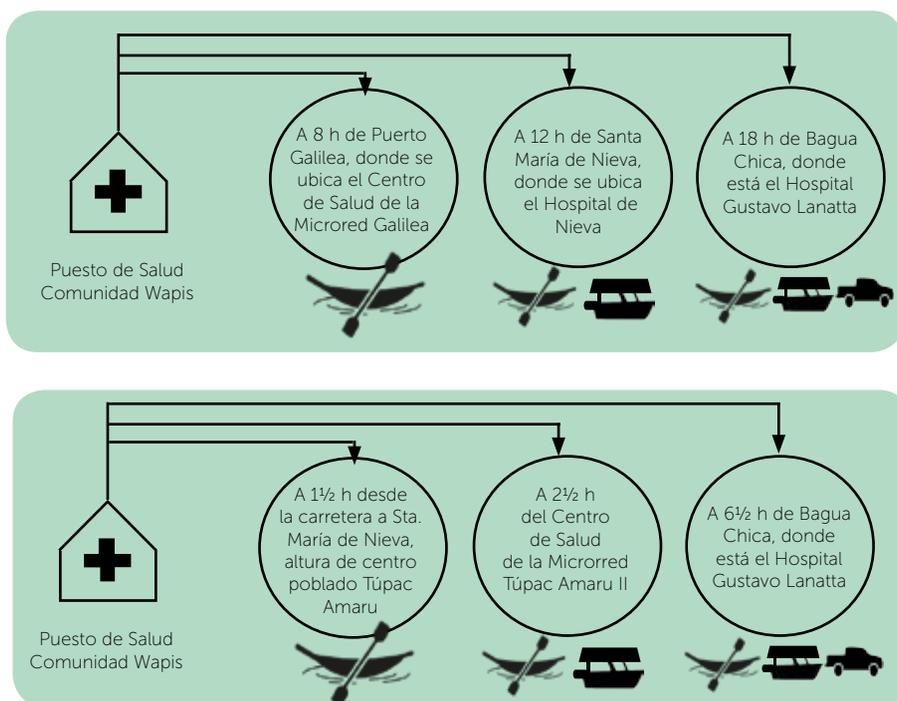 A 8 h de Puerto
Galilea, donde se
ubica el Centro
de Salud de la
Microred Galilea
A 12 h de Santa
María de Nieva,
donde se ubica
el Hospital de
Nieva
A 18 h de Bagua
Chica, donde
está el Hospital
Gustavo Lanatta
Puesto de Salud
Comunidad Wapis
A 1½ h desde
la carretera a Sta.
María de Nieva,
altura de centro
poblado Túpac
Amaru
A 2½ h
del Centro
de Salud
de la Microrred
Túpac Amaru II
A 6½ h de Bagua
Chica, donde
está el Hospital
Gustavo Lanatta
Puesto de Salud
Comunidad Wapis